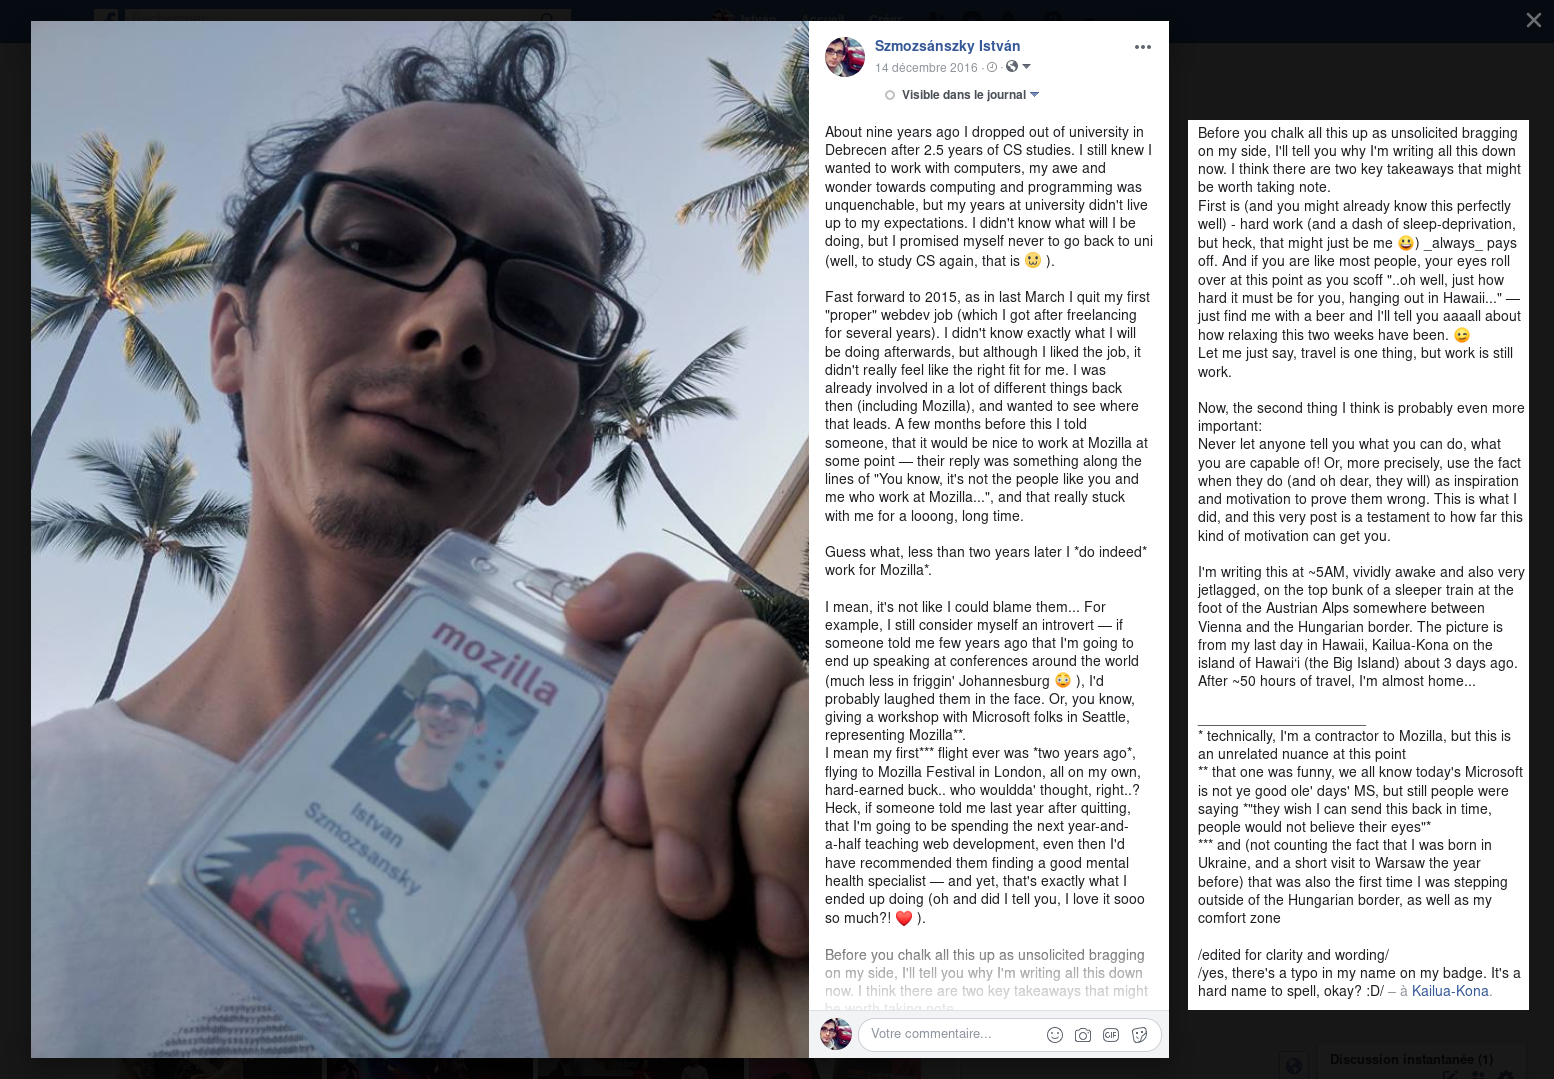 mozilla
Istvan
Szmozsansky
Szmozsánszky István
14 décembre 2016 ·
Visible dans le journal
About nine years ago I dropped out of university in
Debrecen after 2.5 years of CS studies. I still knew I
wanted to work with computers, my awe and
wonder towards computing and programming was
unquenchable, but my years at university didn't live
up to my expectations. I didn't know what will I be
doing, but I promised myself never to go back to uni
(well, to study CS again, that is 🥴 ).
Fast forward to 2015, as in last March I quit my first
"proper" webdev job (which I got after freelancing
for several years). I didn't know exactly what I will
be doing afterwards, but although I liked the job, it
didn't really feel like the right fit for me. I was
already involved in a lot of different things back
then (including Mozilla), and wanted to see where
that leads. A few months before this I told
someone, that it would be nice to work at Mozilla at
some point — their reply was something along the
lines of "You know, it's not the people like you and
me who work at Mozilla...", and that really stuck
with me for a looong, long time.
Guess what, less than two years later I *do indeed*
work for Mozilla*.
I mean, it's not like I could blame them... For
example, I still consider myself an introvert — if
someone told me few years ago that I'm going to
end up speaking at conferences around the world
(much less in friggin' Johannesburg 😳 ), I'd
probably laughed them in the face. Or, you know,
giving a workshop with Microsoft folks in Seattle,
representing Mozilla**.
I mean my first*** flight ever was *two years ago*,
flying to Mozilla Festival in London, all on my own,
hard-earned buck.. who wouldda' thought, right..?
Heck, if someone told me last year after quitting,
that I'm going to be spending the next year-and-
a-half teaching web development, even then I'd
have recommended them finding a good mental
health specialist — and yet, that's exactly what I
ended up doing (oh and did I tell you, I love it sooo
so much?! ❤️ ).
Before you chalk all this up as unsolicited bragging
on my side, I'll tell you why I'm writing all this down
now. I think there are two key takeaways that might
be worth taking note.
Votre commentaire...
GIF
Before you chalk all this up as unsolicited bragging
on my side, I'll tell you why I'm writing all this down
now. I think there are two key takeaways that might
be worth taking note.
First is (and you might already know this perfectly
well) - hard work (and a dash of sleep-deprivation,
but heck, that might just be me 😀) _always_ pays
off. And if you are like most people, your eyes roll
over at this point as you scoff "..oh well, just how
hard it must be for you, hanging out in Hawaii..." —
just find me with a beer and I'll tell you aaaall about
how relaxing this two weeks have been. 😉
Let me just say, travel is one thing, but work is still
work.
Now, the second thing I think is probably even more
important:
Never let anyone tell you what you can do, what
you are capable of! Or, more precisely, use the fact
when they do (and oh dear, they will) as inspiration
and motivation to prove them wrong. This is what I
did, and this very post is a testament to how far this
kind of motivation can get you.
I'm writing this at ~5AM, vividly awake and also very
jetlagged, on the top bunk of a sleeper train at the
foot of the Austrian Alps somewhere between
Vienna and the Hungarian border. The picture is
from my last day in Hawaii, Kailua-Kona on the
island of Hawai'i (the Big Island) about 3 days ago.
After ~50 hours of travel, I'm almost home...
_____________________
* technically, I'm a contractor to Mozilla, but this is
an unrelated nuance at this point
** that one was funny, we all know today's Microsoft
is not ye good ole' days' MS, but still people were
saying *"they wish I can send this back in time,
people would not believe their eyes"*
*** and (not counting the fact that I was born in
Ukraine, and a short visit to Warsaw the year
before) that was also the first time I was stepping
outside of the Hungarian border, as well as my
comfort zone
/edited for clarity and wording/
/yes, there's a typo in my name on my badge. It's a
hard name to spell, okay? :D/ – à Kailua-Kona.
Discussion instantanée (1)